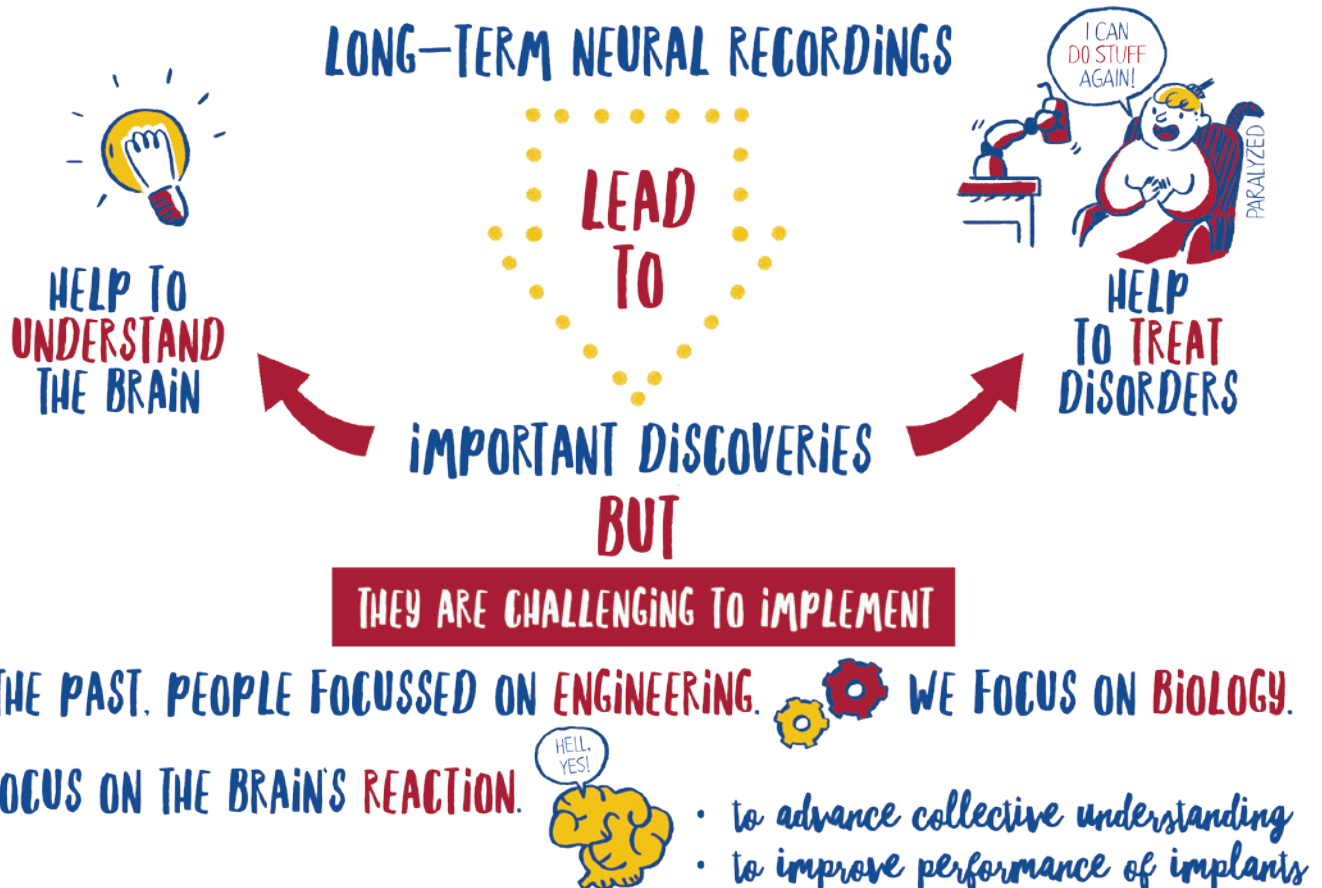 LONG-TERM NEURAL RECORDINGS
I CAN
DO STUFF
AGAIN!
PARALYZED
LEAD
TO
HELP TO
UNDERSTAND
THE BRAIN
HELP
TO TREAT
DISORDERS
IMPORTANT DISCOVERIES
BUT
THEY ARE CHALLENGING TO IMPLEMENT
THE PAST, PEOPLE FOCUSSED ON ENGINEERING. WE FOCUS ON BIOLOGY.
HELL,
YES!
OCUS ON THE BRAIN'S REACTION.
• to advance collective understanding
• to improve performance of implants